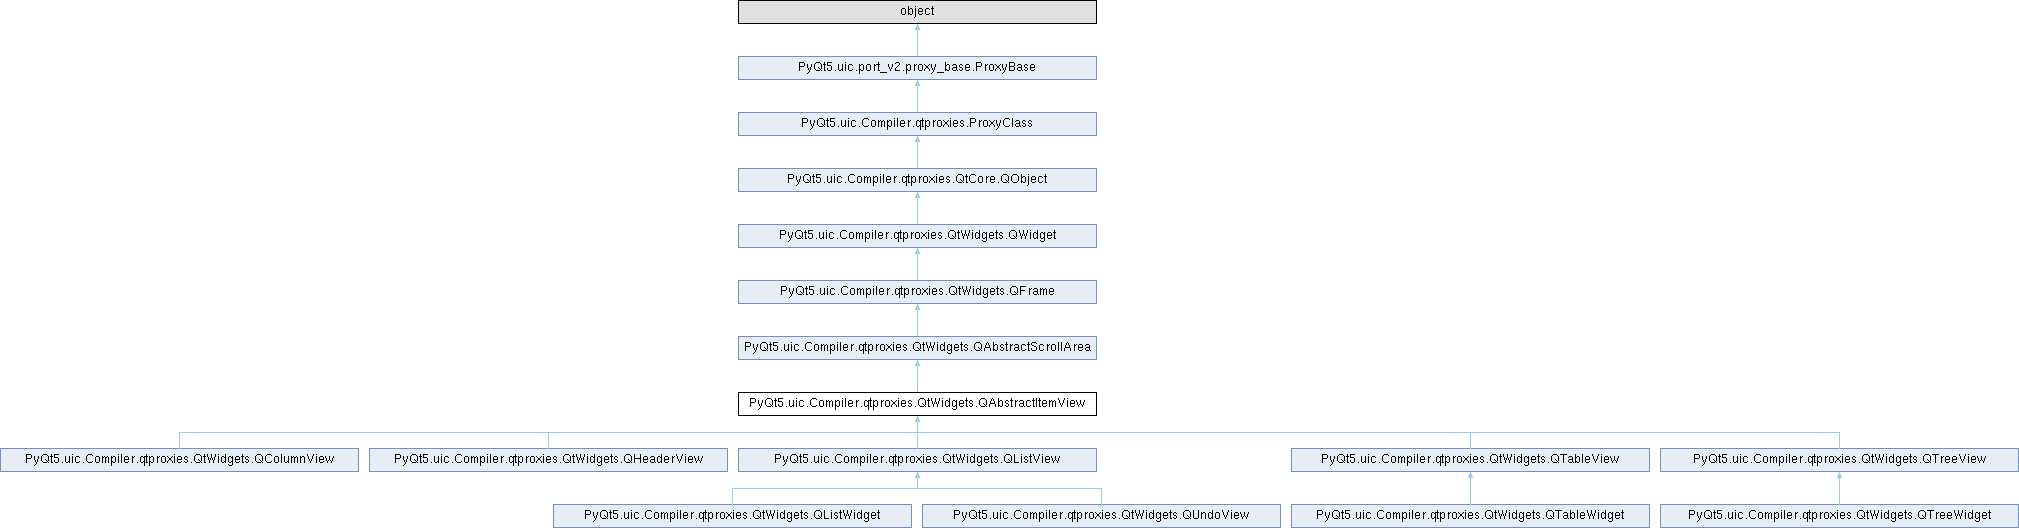 object
PyQt5.uic.port_v2.proxy_base.ProxyBase
PyQt5.uic.Compiler.qtproxies.ProxyClass
PyQt5.uic.Compiler.qtproxies.QtCore.QObject
PyQt5.uic.Compiler.qtproxies.QtWidgets.QWidget
PyQt5.uic.Compiler.qtproxies.QtWidgets.QFrame
PyQt5.uic.Compiler.qtproxies.QtWidgets.QAbstractScrollArea
PyQt5.uic.Compiler.qtproxies.QtWidgets.QAbstractItemView
PyQt5.uic.Compiler.qtproxies.QtWidgets.QColumnView
PyQt5.uic.Compiler.qtproxies.QtWidgets.QHeaderView
PyQt5.uic.Compiler.qtproxies.QtWidgets.QListView
PyQt5.uic.Compiler.qtproxies.QtWidgets.QTableView
PyQt5.uic.Compiler.qtproxies.QtWidgets.QTreeView
PyQt5.uic.Compiler.qtproxies.QtWidgets.QListWidget
PyQt5.uic.Compiler.qtproxies.QtWidgets.QUndoView
PyQt5.uic.Compiler.qtproxies.QtWidgets.QTableWidget
PyQt5.uic.Compiler.qtproxies.QtWidgets.QTreeWidget